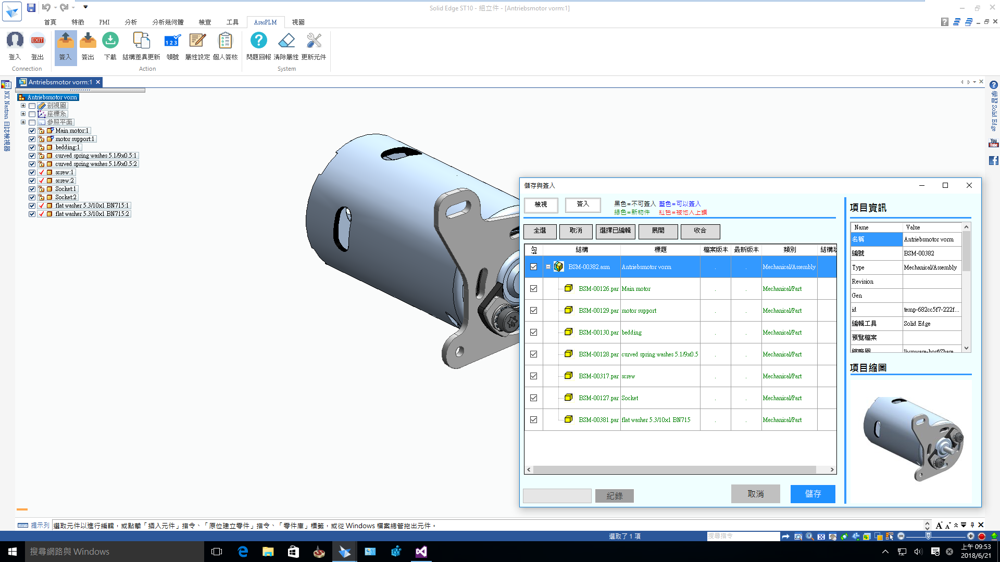 Solid Edge ST10 - 組立件 - [Antriebsmotor vorm:1]
首頁 特徵 PMI 分析 分析幾何體 檢查 工具 ArasPLM 視圖
EXIT 123
登入 登出 簽入 簽出 下載 結構差異更新 領號 屬性設定 個人簽核 問題回報 清除屬性 更新元件
Connection Action System
Antriebsmotor vorm:1
NX Nastran 日誌檢視器
Antriebsmotor vorm
剖視圖
座標系
參照平面
Main motor:1
motor support:1
bedding:1
curved spring washes 5.1/9x0.5:1
curved spring washes 5.1/9x0.5:2
screw:1
screw:2
Socket:1
Socket:2
flat washer 5.3/10x1 BN715:1
flat washer 5.3/10x1 BN715:2
學習 Solid Edge
You
儲存與簽入
檢視 簽入
黑色=不可簽入 藍色=可以簽入
綠色=新物件 紅色=被他人上鎖
全選 取消 選擇已編輯 展開 收合
勾 結構 標題 檔案版本 最新版本 類別 結構
BSM-00382.asm Antriebsmotor vorm . . Mechanical/Assembly
BSM-00126.par Main motor . . Mechanical/Part
BSM-00129.par motor support . . Mechanical/Part
BSM-00130.par bedding . . Mechanical/Part
BSM-00128.par curved spring washes 5.1/9x0.5 . . Mechanical/Part
BSM-00317.par screw . . Mechanical/Part
BSM-00127.par Socket . . Mechanical/Part
BSM-00381.par flat washer 5.3/10x1 BN715 . . Mechanical/Part
紀錄 取消 儲存
項目資訊
Name Value
名稱 Antriebsmotor vorm
編號 BSM-00382
Type Mechanical/Assembly
Revision
Gen
id temp-682cc5f7-222f...
編輯工具 Solid Edge
預覽檔案
縮略圖 \\vmware-host\Share
項目縮圖
提示列 選取元件以進行編輯，或點擊「插入元件」指令、「原位建立零件」指令、「零件庫」標籤，或從 Windows 檔案總管拖出元件。
選取了 1 項 搜尋指令
搜尋網路與 Windows
上午 09:53
2018/6/21